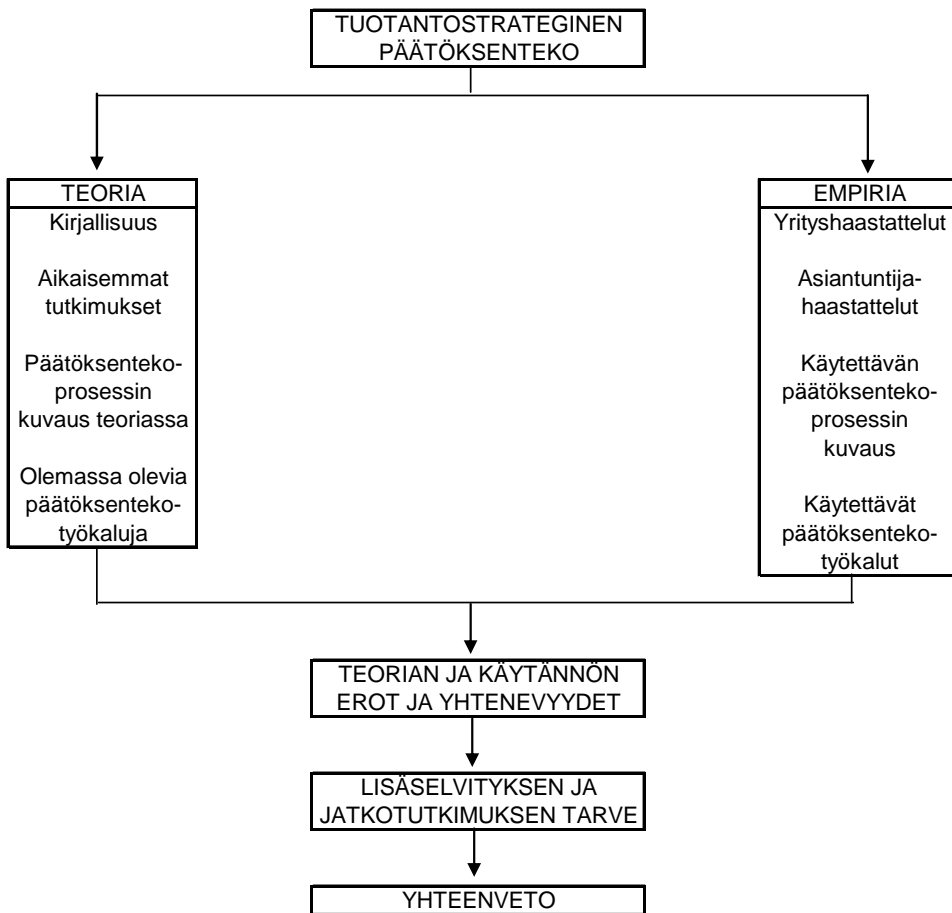 TUOTANTOSTRATEGINEN
PÄÄTÖKSENTEKO
TEORIA
Kirjallisuus
Aikaisemmat
tutkimukset
Päätöksenteko-
prosessin
kuvaus teoriassa
Olemassa olevia
päätöksenteko-
työkaluja
EMPIRIA
Yrityshaastattelut
Asiantuntija-
haastattelut
Käytettävän
päätöksenteko-
prosessin
kuvaus
Käytettävät
päätöksenteko-
työkalut
TEORIAN JA KÄYTÄNNÖN
EROT JA YHTENEVYYDET
LISÄSELVITYKSEN JA
JATKOTUTKIMUKSEN TARVE
YHTEENVETO